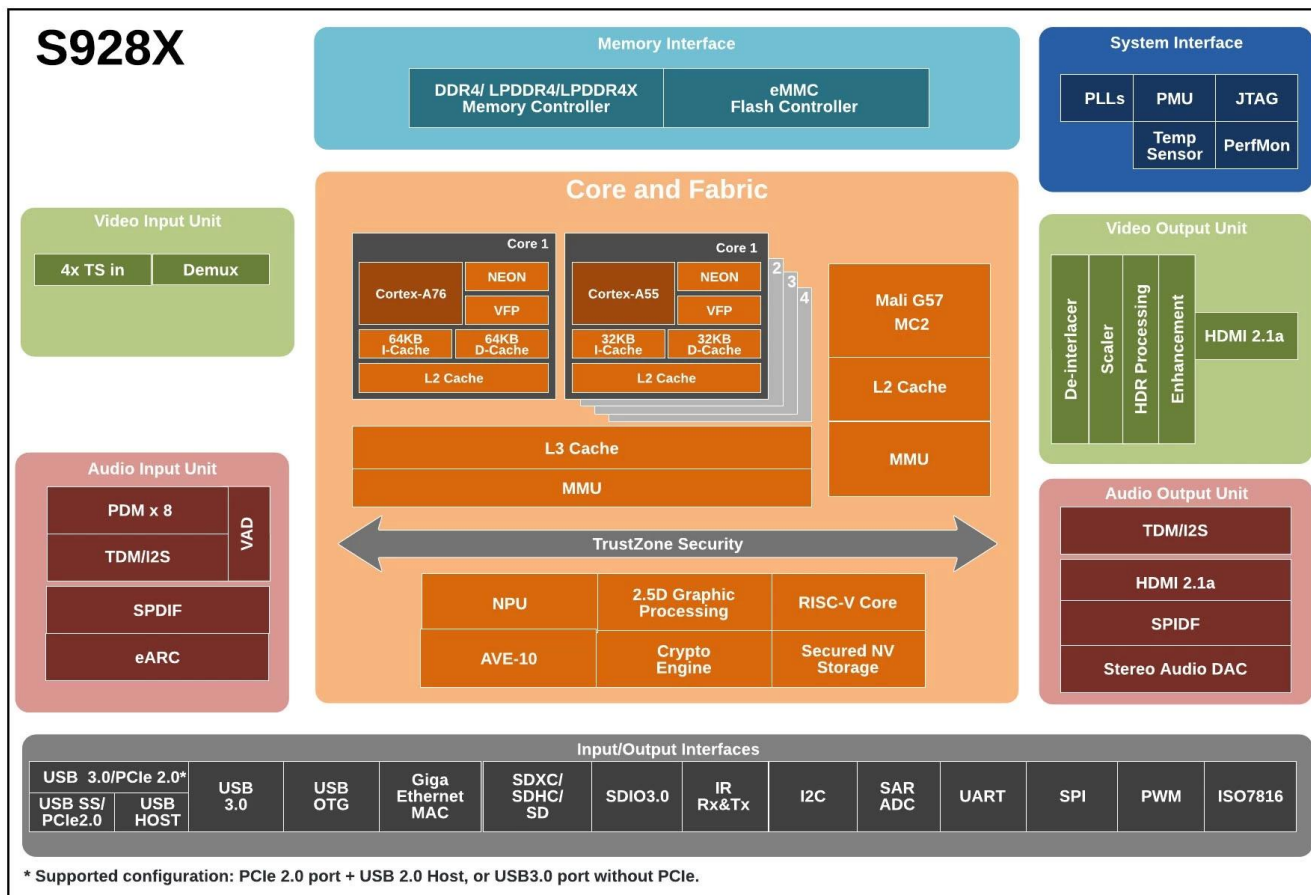 S928X
Memory Interface
DDR4/ LPDDR4/LPDDR4X
Memory Controller
eMMC
Flash Controller
System Interface
PLLs
PMU
JTAG
Temp
Sensor
PerfMon
Video Input Unit
4x TS in
Demux
Core and Fabric
Core 1
Cortex-A76
NEON
VFP
64KB
I-Cache
64KB
D-Cache
L2 Cache
Core 1
2
3
4
Cortex-A55
NEON
VFP
32KB
I-Cache
32KB
D-Cache
L2 Cache
Mali G57
MC2
L2 Cache
MMU
L3 Cache
MMU
TrustZone Security
NPU
2.5D Graphic
Processing
RISC-V Core
AVE-10
Crypto
Engine
Secured NV
Storage
Video Output Unit
De-interlacer
Scaler
HDR Processing
Enhancement
HDMI 2.1a
Audio Input Unit
PDM x 8
TDM/I2S
VAD
SPDIF
eARC
Audio Output Unit
TDM/I2S
HDMI 2.1a
SPIDF
Stereo Audio DAC
Input/Output Interfaces
USB 3.0/PCIe 2.0*
USB SS/
PCIe2.0
USB
HOST
USB
3.0
USB
OTG
Giga
Ethernet
MAC
SDXC/
SDHC/
SD
SDIO3.0
IR
Rx&Tx
I2C
SAR
ADC
UART
SPI
PWM
ISO7816
* Supported configuration: PCIe 2.0 port + USB 2.0 Host, or USB3.0 port without PCIe.